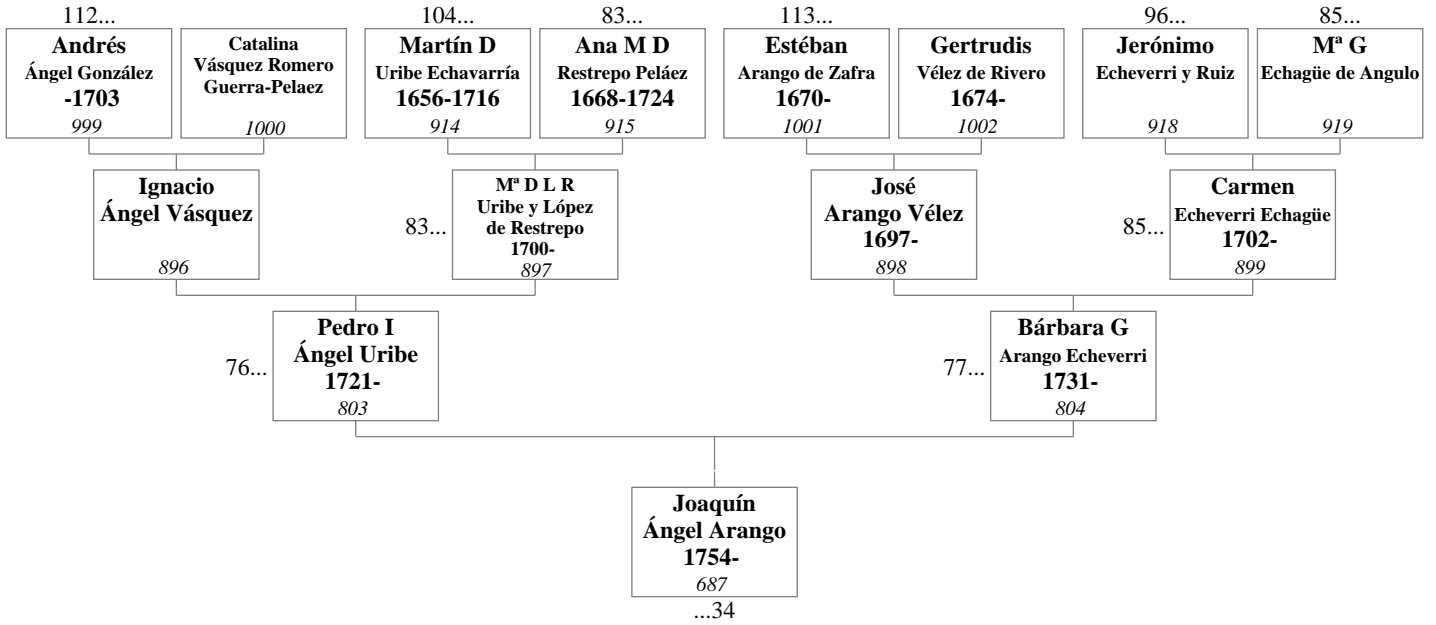 112...
104...
83...
113...
96...
85...
Andrés
Ángel González
-1703
999
Catalina
Vásquez Romero
Guerra-Pelaez
1000
Martín D
Uribe Echavarría
1656-1716
914
Ana M D
Restrepo Peláez
1668-1724
915
Estéban
Arango de Zafra
1670-
1001
Gertrudis
Vélez de Rivero
1674-
1002
Jerónimo
Echeverri y Ruiz
918
Mª G
Echagüe de Angulo
919
Ignacio
Ángel Vásquez
896
83...
Mª D L R
Uribe y López
de Restrepo
1700-
897
José
Arango Vélez
1697-
898
85...
Carmen
Echeverri Echagüe
1702-
899
76...
Pedro I
Ángel Uribe
1721-
803
77...
Bárbara G
Arango Echeverri
1731-
804
Joaquín
Ángel Arango
1754-
687
...34